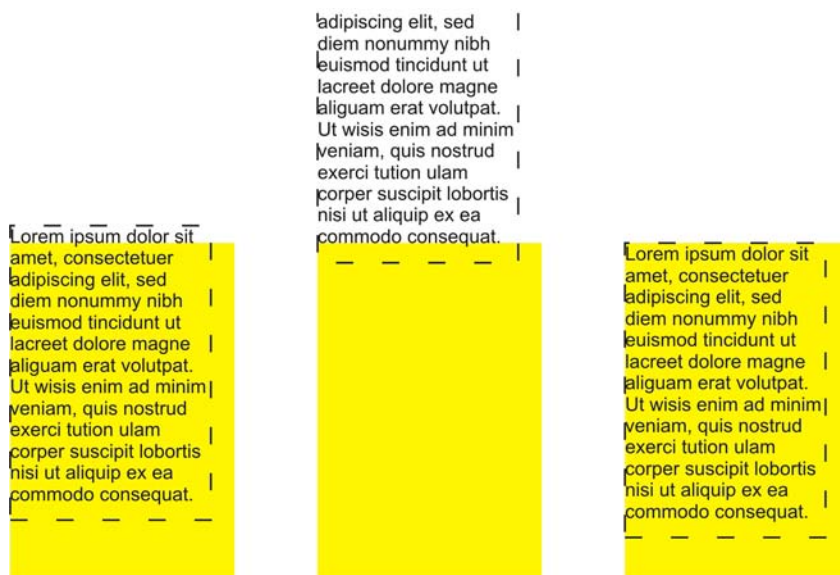 Lorem ipsum dolor sit
amet, consectetuer
adipiscing elit, sed
diem nonummy nibh
euismod tincidunt ut
lacreet dolore magne
aliguam erat volutpat.
Ut wisis enim ad minim
veniam, quis nostrud
exerci tution ulam
corper suscipit lobortis
nisi ut aliquip ex ea
commodo consequat.
adipiscing elit, sed
diem nonummy nibh
euismod tincidunt ut
lacreet dolore magne
aliguam erat volutpat.
Ut wisis enim ad minim
veniam, quis nostrud
exerci tution ulam
corper suscipit lobortis
nisi ut aliquip ex ea
commodo consequat.
Lorem ipsum dolor sit
amet, consectetuer
adipiscing elit, sed
diem nonummy nibh
euismod tincidunt ut
lacreet dolore magne
aliguam erat volutpat.
Ut wisis enim ad minim
veniam, quis nostrud
exerci tution ulam
corper suscipit lobortis
nisi ut aliquip ex ea
commodo consequat.